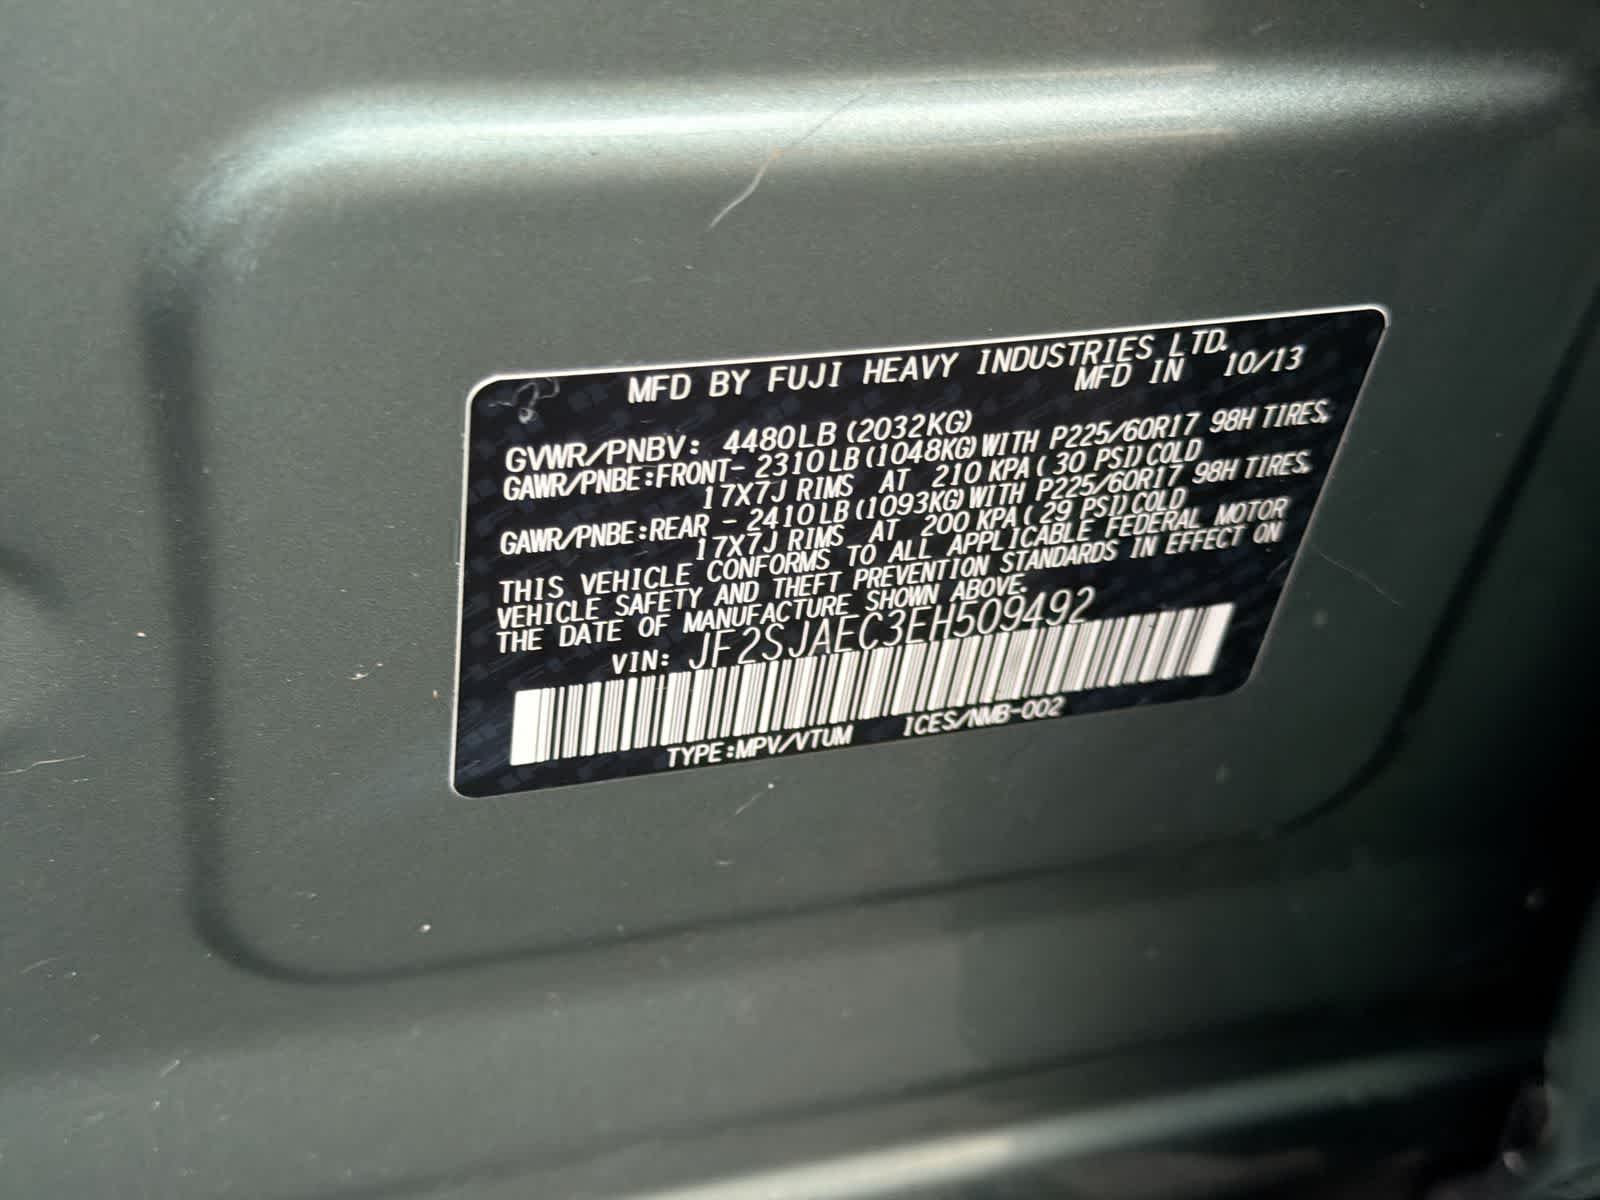 MFD BY FUJI HEAVY INDUSTRIES LTD.
MFD IN 10/13
GVWR/PNBV: 4480LB (2032KG)
GAWR/PNBE:FRONT- 2310LB (1048KG) WITH P225/60R17 98H TIRES,
17X7J RIMS AT 210 KPA ( 30 PSI) COLD
GAWR/PNBE:REAR - 2410LB (1093KG) WITH P225/60R17 98H TIRES,
17X7J RIMS AT 200 KPA ( 29 PSI) COLD
THIS VEHICLE CONFORMS TO ALL APPLICABLE FEDERAL MOTOR
VEHICLE SAFETY AND THEFT PREVENTION STANDARDS IN EFFECT ON
THE DATE OF MANUFACTURE SHOWN ABOVE.
VIN: JF2SJAEC3EH509492
TYPE:MPV/VTUM ICES/NMB-002